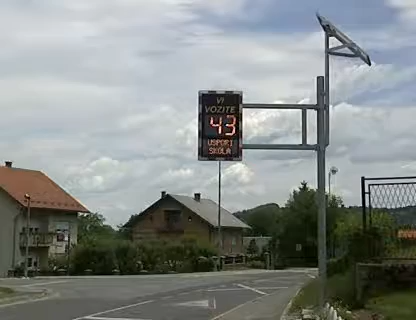 VI
VOZITE
43
USPORI
ŠKOLA